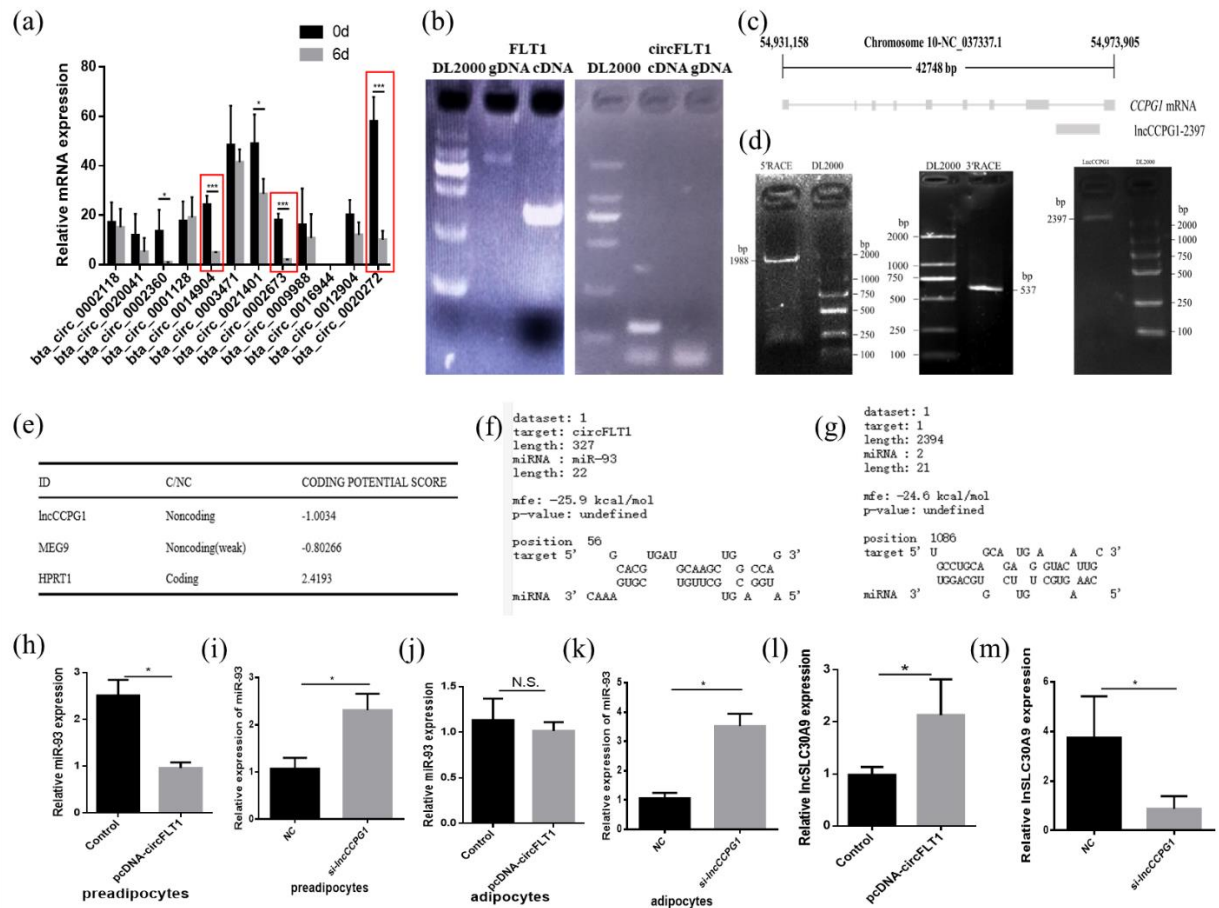 (a)
0d
6d
Relative mRNA expression
80
60
40
20
0
*
***
*
***
***
bta_circ_0002118
bta_circ_0020041
bta_circ_0002360
bta_circ_0001128
bta_circ_0014904
bta_circ_0003471
bta_circ_0021401
bta_circ_0002673
bta_circ_0009988
bta_circ_0016944
bta_circ_0012904
bta_circ_0020272
(b)
FLT1
DL2000 gDNA cDNA
circFLT1
DL2000 cDNA gDNA
(c)
54,931,158 Chromosome 10-NC_037337.1 54,973,905
42748 bp
CCPG1 mRNA
lncCCPG1-2397
(d)
5'RACE DL2000
bp
1988
bp
2000
1000
750
500
250
100
DL2000 3'RACE
bp
2000
1000
750
500
250
100
bp
537
LncCCPG1 DL2000
bp
2397
bp
2000
1000
750
500
250
100
(e)
ID C/NC CODING POTENTIAL SCORE
lncCCPG1 Noncoding -1.0034
MEG9 Noncoding(weak) -0.80266
HPRT1 Coding 2.4193
(f)
dataset: 1
target: circFLT1
length: 327
miRNA : miR-93
length: 22
mfe: -25.9 kcal/mol
p-value: undefined
position 56
target 5' G UGAU UG G 3'
CACG GCAAGC G CCA
GUGC UGUUCG C GGU
miRNA 3' CAAA UG A A 5'
(g)
dataset: 1
target: 1
length: 2394
miRNA : 2
length: 21
mfe: -24.6 kcal/mol
p-value: undefined
position 1086
target 5' U GCA UG A A C 3'
GCCUGCA GA G GUAC UUG
UGGACGU CU U CGUG AAC
miRNA 3' G UG A 5'
(h)
Relative miR-93 expression
3
2
1
0
*
Control
pcDNA-circFLT1
preadipocytes
(i)
Relative expression of miR-93
3
2
1
0
*
NC
si-lncCCPG1
preadipocytes
(j)
Relative miR-93 expression
1.5
1.0
0.5
0.0
N.S.
Control
pcDNA-circFLT1
adipocytes
(k)
Relative expression of miR-93
5
4
3
2
1
0
*
NC
si-lncCCPG1
adipocytes
(l)
Relative lncSLC30A9 expression
3
2
1
0
*
Control
pcDNA-circFLT1
(m)
Relative lnSLC30A9 expression
6
4
2
0
*
NC
si-lncCCPG1